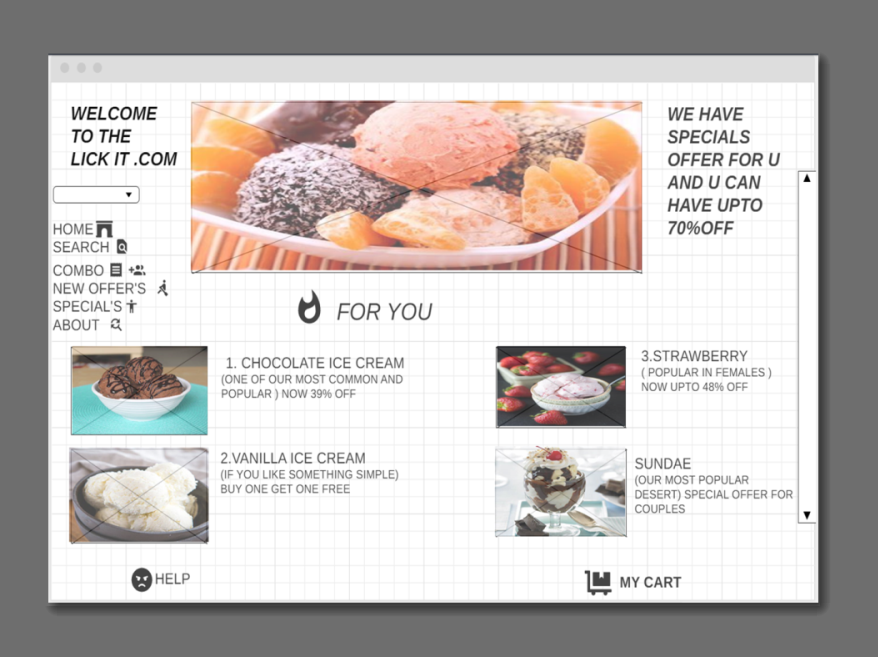 WELCOME
TO THE
LICK IT .COM
WE HAVE
SPECIALS
OFFER FOR U
AND U CAN
HAVE UPTO
70%OFF
HOME
SEARCH
COMBO
NEW OFFER'S
SPECIAL'S
ABOUT
FOR YOU
1. CHOCOLATE ICE CREAM
(ONE OF OUR MOST COMMON AND
POPULAR ) NOW 39% OFF
3.STRAWBERRY
( POPULAR IN FEMALES )
NOW UPTO 48% OFF
2.VANILLA ICE CREAM
(IF YOU LIKE SOMETHING SIMPLE)
BUY ONE GET ONE FREE
SUNDAE
(OUR MOST POPULAR
DESERT) SPECIAL OFFER FOR
COUPLES
HELP
MY CART